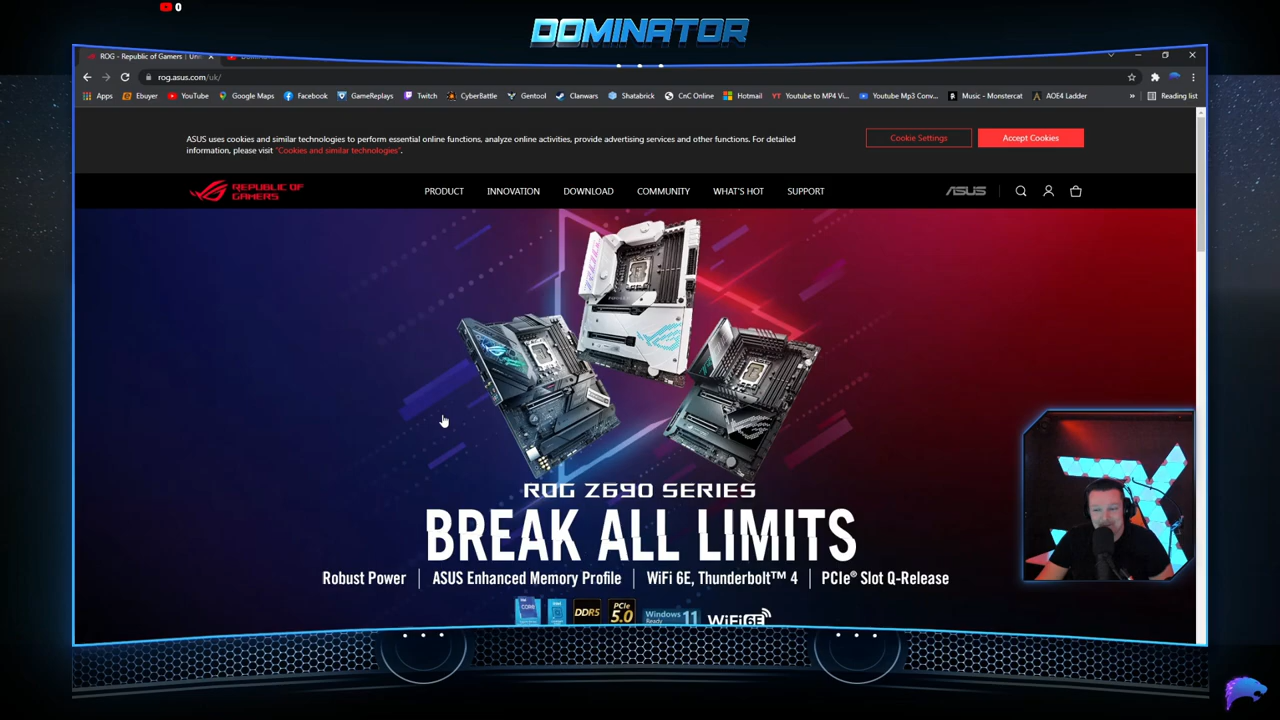 0
DOMINATOR
ROG - Republic of Gamers | Uni
rog.asus.com/uk/
Apps Ebuyer YouTube Google Maps Facebook GameReplays Twitch CyberBattle Gentool Clanwars Shatabrick CnC Online Hotmail Youtube to MP4 Vi... Youtube Mp3 Conv... Music - Monstercat AOE4 Ladder » Reading list
ASUS uses cookies and similar technologies to perform essential online functions, analyze online activities, provide advertising services and other functions. For detailed
information, please visit "Cookies and similar technologies".
Cookie Settings Accept Cookies
REPUBLIC OF
GAMERS
PRODUCT INNOVATION DOWNLOAD COMMUNITY WHAT'S HOT SUPPORT
ASUS
ROG Z690 SERIES
BREAK ALL LIMITS
Robust Power | ASUS Enhanced Memory Profile | WiFi 6E, Thunderbolt™ 4 | PCIe® Slot Q-Release
CORE DDR5 PCIe 5.0 Windows 11 Ready WiFi6E